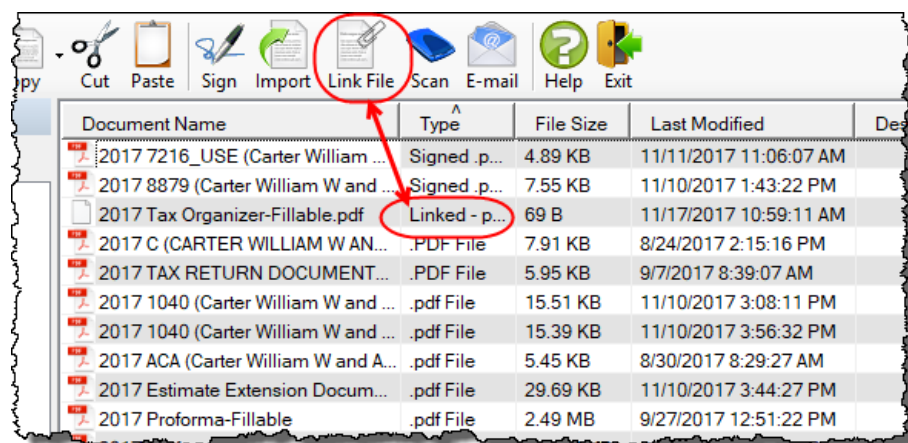 py Cut Paste Sign Import Link File Scan E-mail Help Exit
Document Name Type File Size Last Modified Des
2017 7216_USE (Carter William ... Signed .p... 4.89 KB 11/11/2017 11:06:07 AM
2017 8879 (Carter William W and ... Signed .p... 7.55 KB 11/10/2017 1:43:22 PM
2017 Tax Organizer-Fillable.pdf Linked - p... 69 B 11/17/2017 10:59:11 AM
2017 C (CARTER WILLIAM W AN... .PDF File 7.91 KB 8/24/2017 2:15:16 PM
2017 TAX RETURN DOCUMENT... .PDF File 5.95 KB 9/7/2017 8:39:07 AM
2017 1040 (Carter William W and ... .pdf File 15.51 KB 11/10/2017 3:08:11 PM
2017 1040 (Carter William W and ... .pdf File 15.39 KB 11/10/2017 3:56:32 PM
2017 ACA (Carter William W and A... .pdf File 5.45 KB 8/30/2017 8:29:27 AM
2017 Estimate Extension Docum... .pdf File 29.69 KB 11/10/2017 3:44:27 PM
2017 Proforma-Fillable .pdf File 2.49 MB 9/27/2017 12:51:22 PM